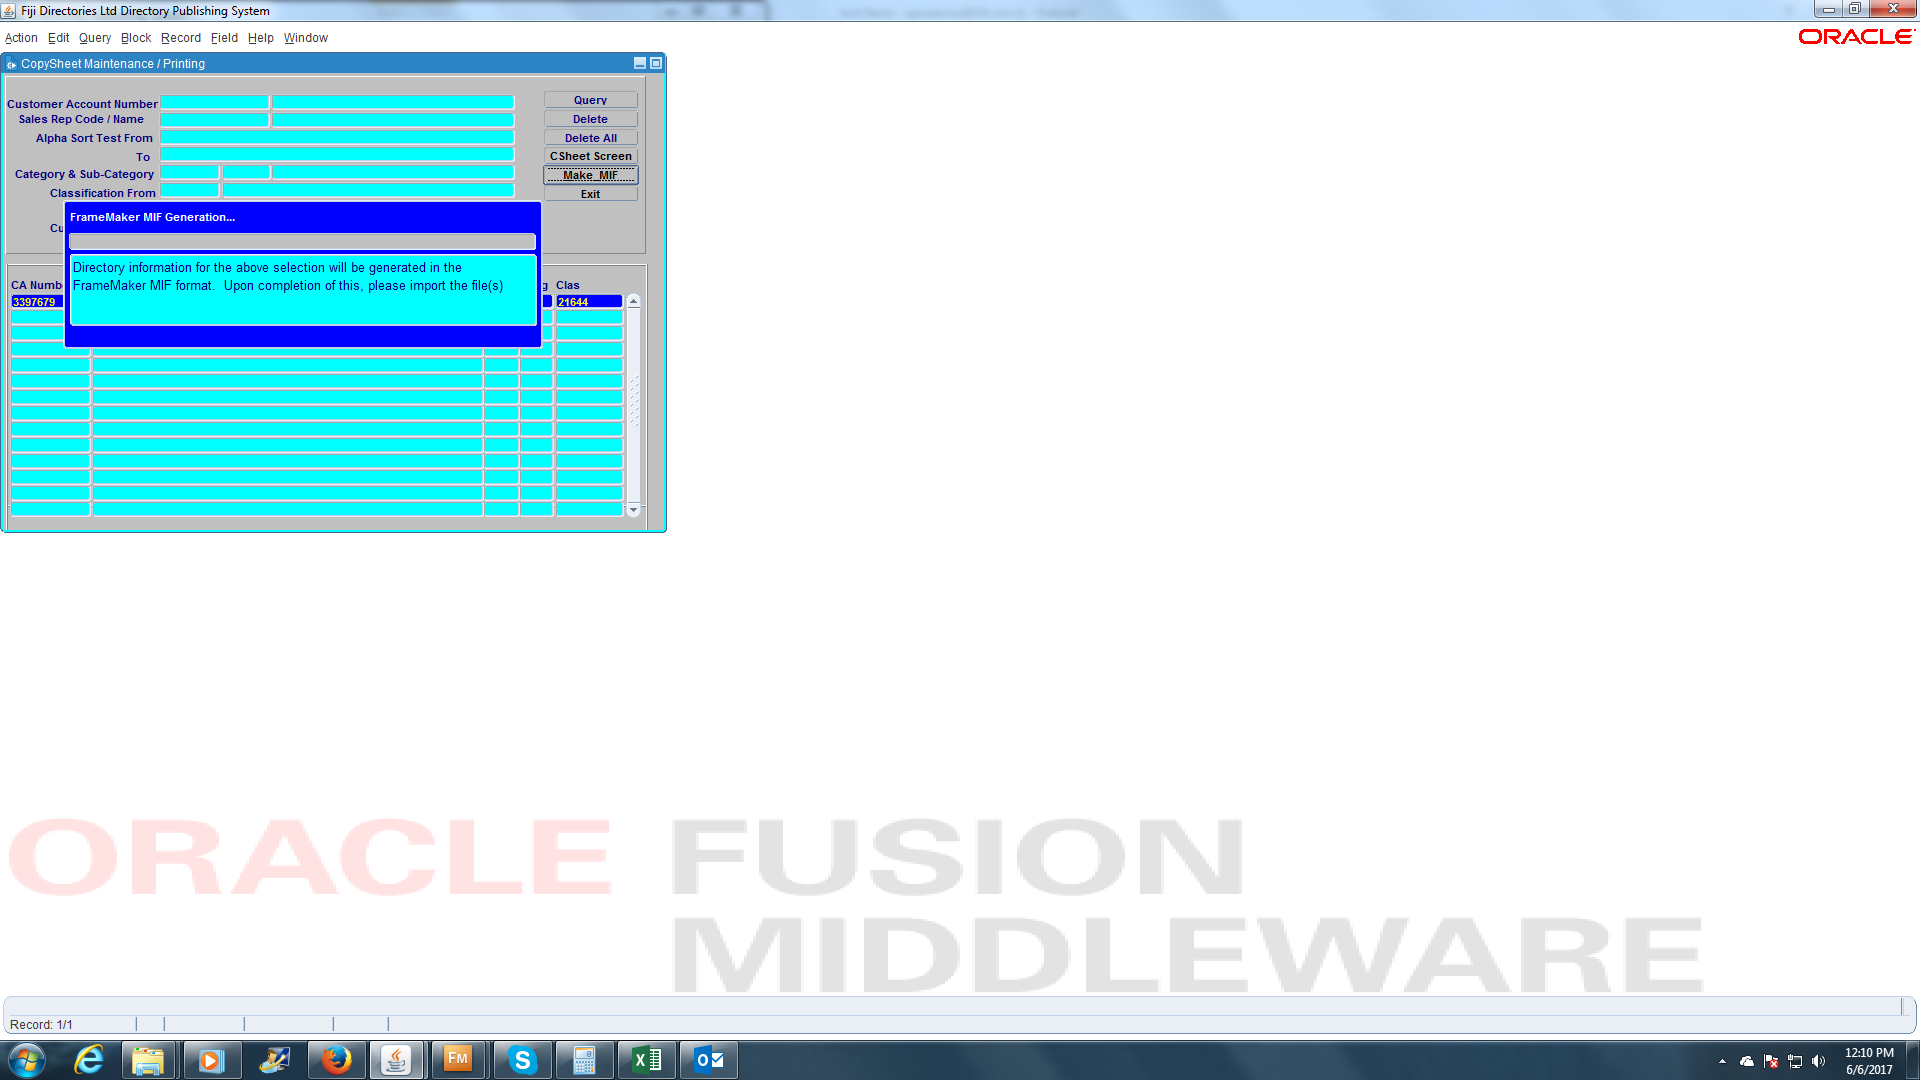 Fiji Directories Ltd Directory Publishing System
Action Edit Query Block Record Field Help Window
ORACLE
CopySheet Maintenance / Printing
Customer Account Number
Query
Sales Rep Code / Name
Delete
Alpha Sort Test From
Delete All
To
CSheet Screen
Category & Sub-Category
Make_MIF
Classification From
Exit
FrameMaker MIF Generation...
Cu
Directory information for the above selection will be generated in the
FrameMaker MIF format.  Upon completion of this, please import the file(s)
CA Numb
g Clas
3397679
21644
ORACLE FUSION
MIDDLEWARE
Record: 1/1
FM
12:10 PM
6/6/2017